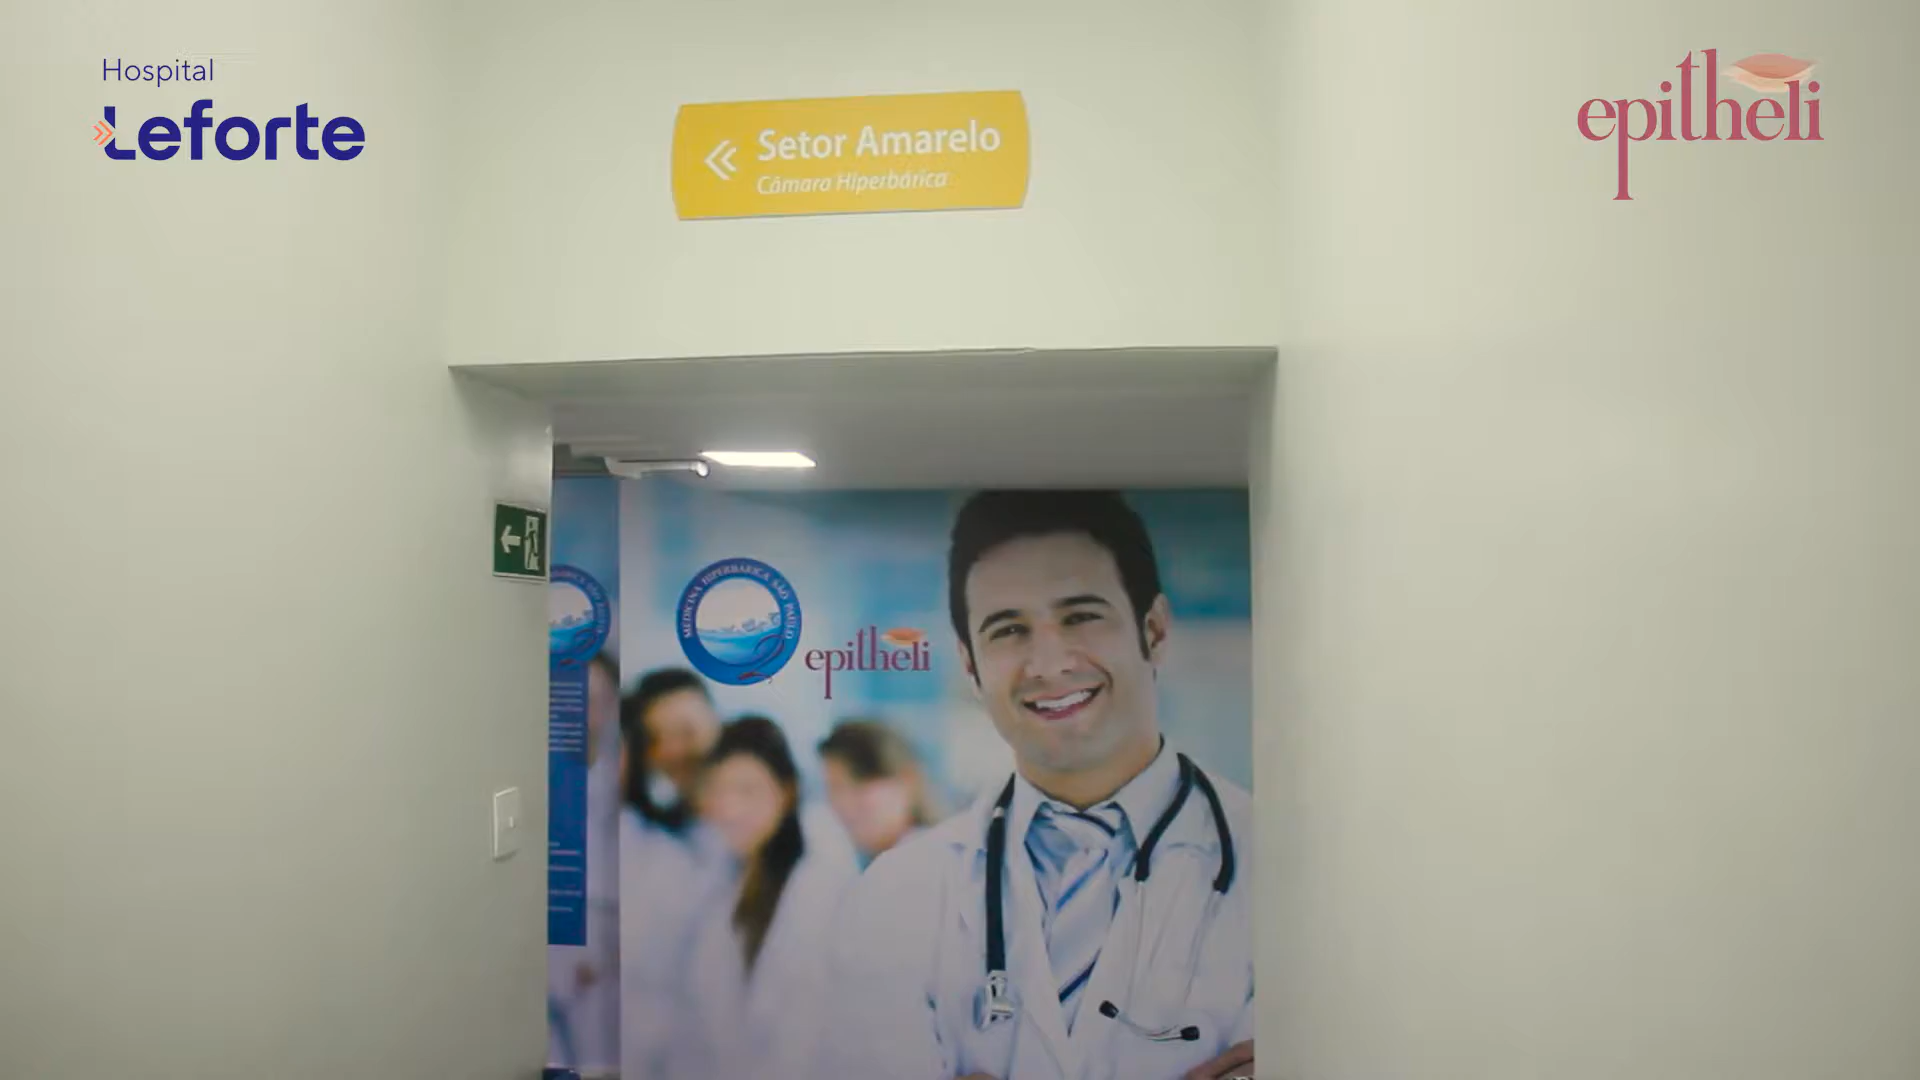 Hospital
Leforte
epitheli
Setor Amarelo
Câmara Hiperbárica
MEDICINA HIPERBÁRICA SÃO PAULO
epitheli